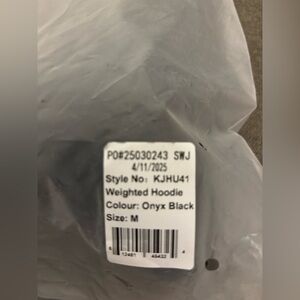 PO#25030243 SWJ
4/11/2025
Style No: KJHU41
Weighted Hoodie
Colour: Onyx Black
Size: M